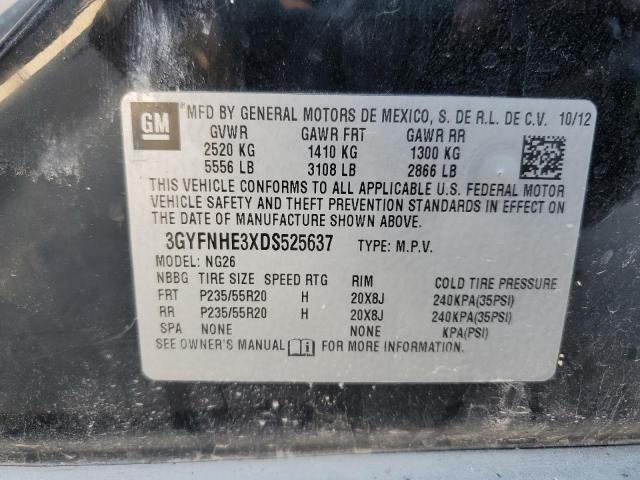 GM ®MFD BY GENERAL MOTORS DE MEXICO, S. DE R.L. DE C.V. 10/12
GVWR GAWR FRT GAWR RR
2520 KG 1410 KG 1300 KG
5556 LB 3108 LB 2866 LB
THIS VEHICLE CONFORMS TO ALL APPLICABLE U.S. FEDERAL MOTOR
VEHICLE SAFETY AND THEFT PREVENTION STANDARDS IN EFFECT ON
THE DATE OF MANUFACTURE SHOWN ABOVE.
3GYFNHE3XDS525637 TYPE: M.P.V.
MODEL: NG26
NBBG TIRE SIZE SPEED RTG RIM COLD TIRE PRESSURE
FRT P235/55R20 H 20X8J 240KPA(35PSI)
RR P235/55R20 H 20X8J 240KPA(35PSI)
SPA NONE NONE KPA(PSI)
SEE OWNER'S MANUAL FOR MORE INFORMATION.